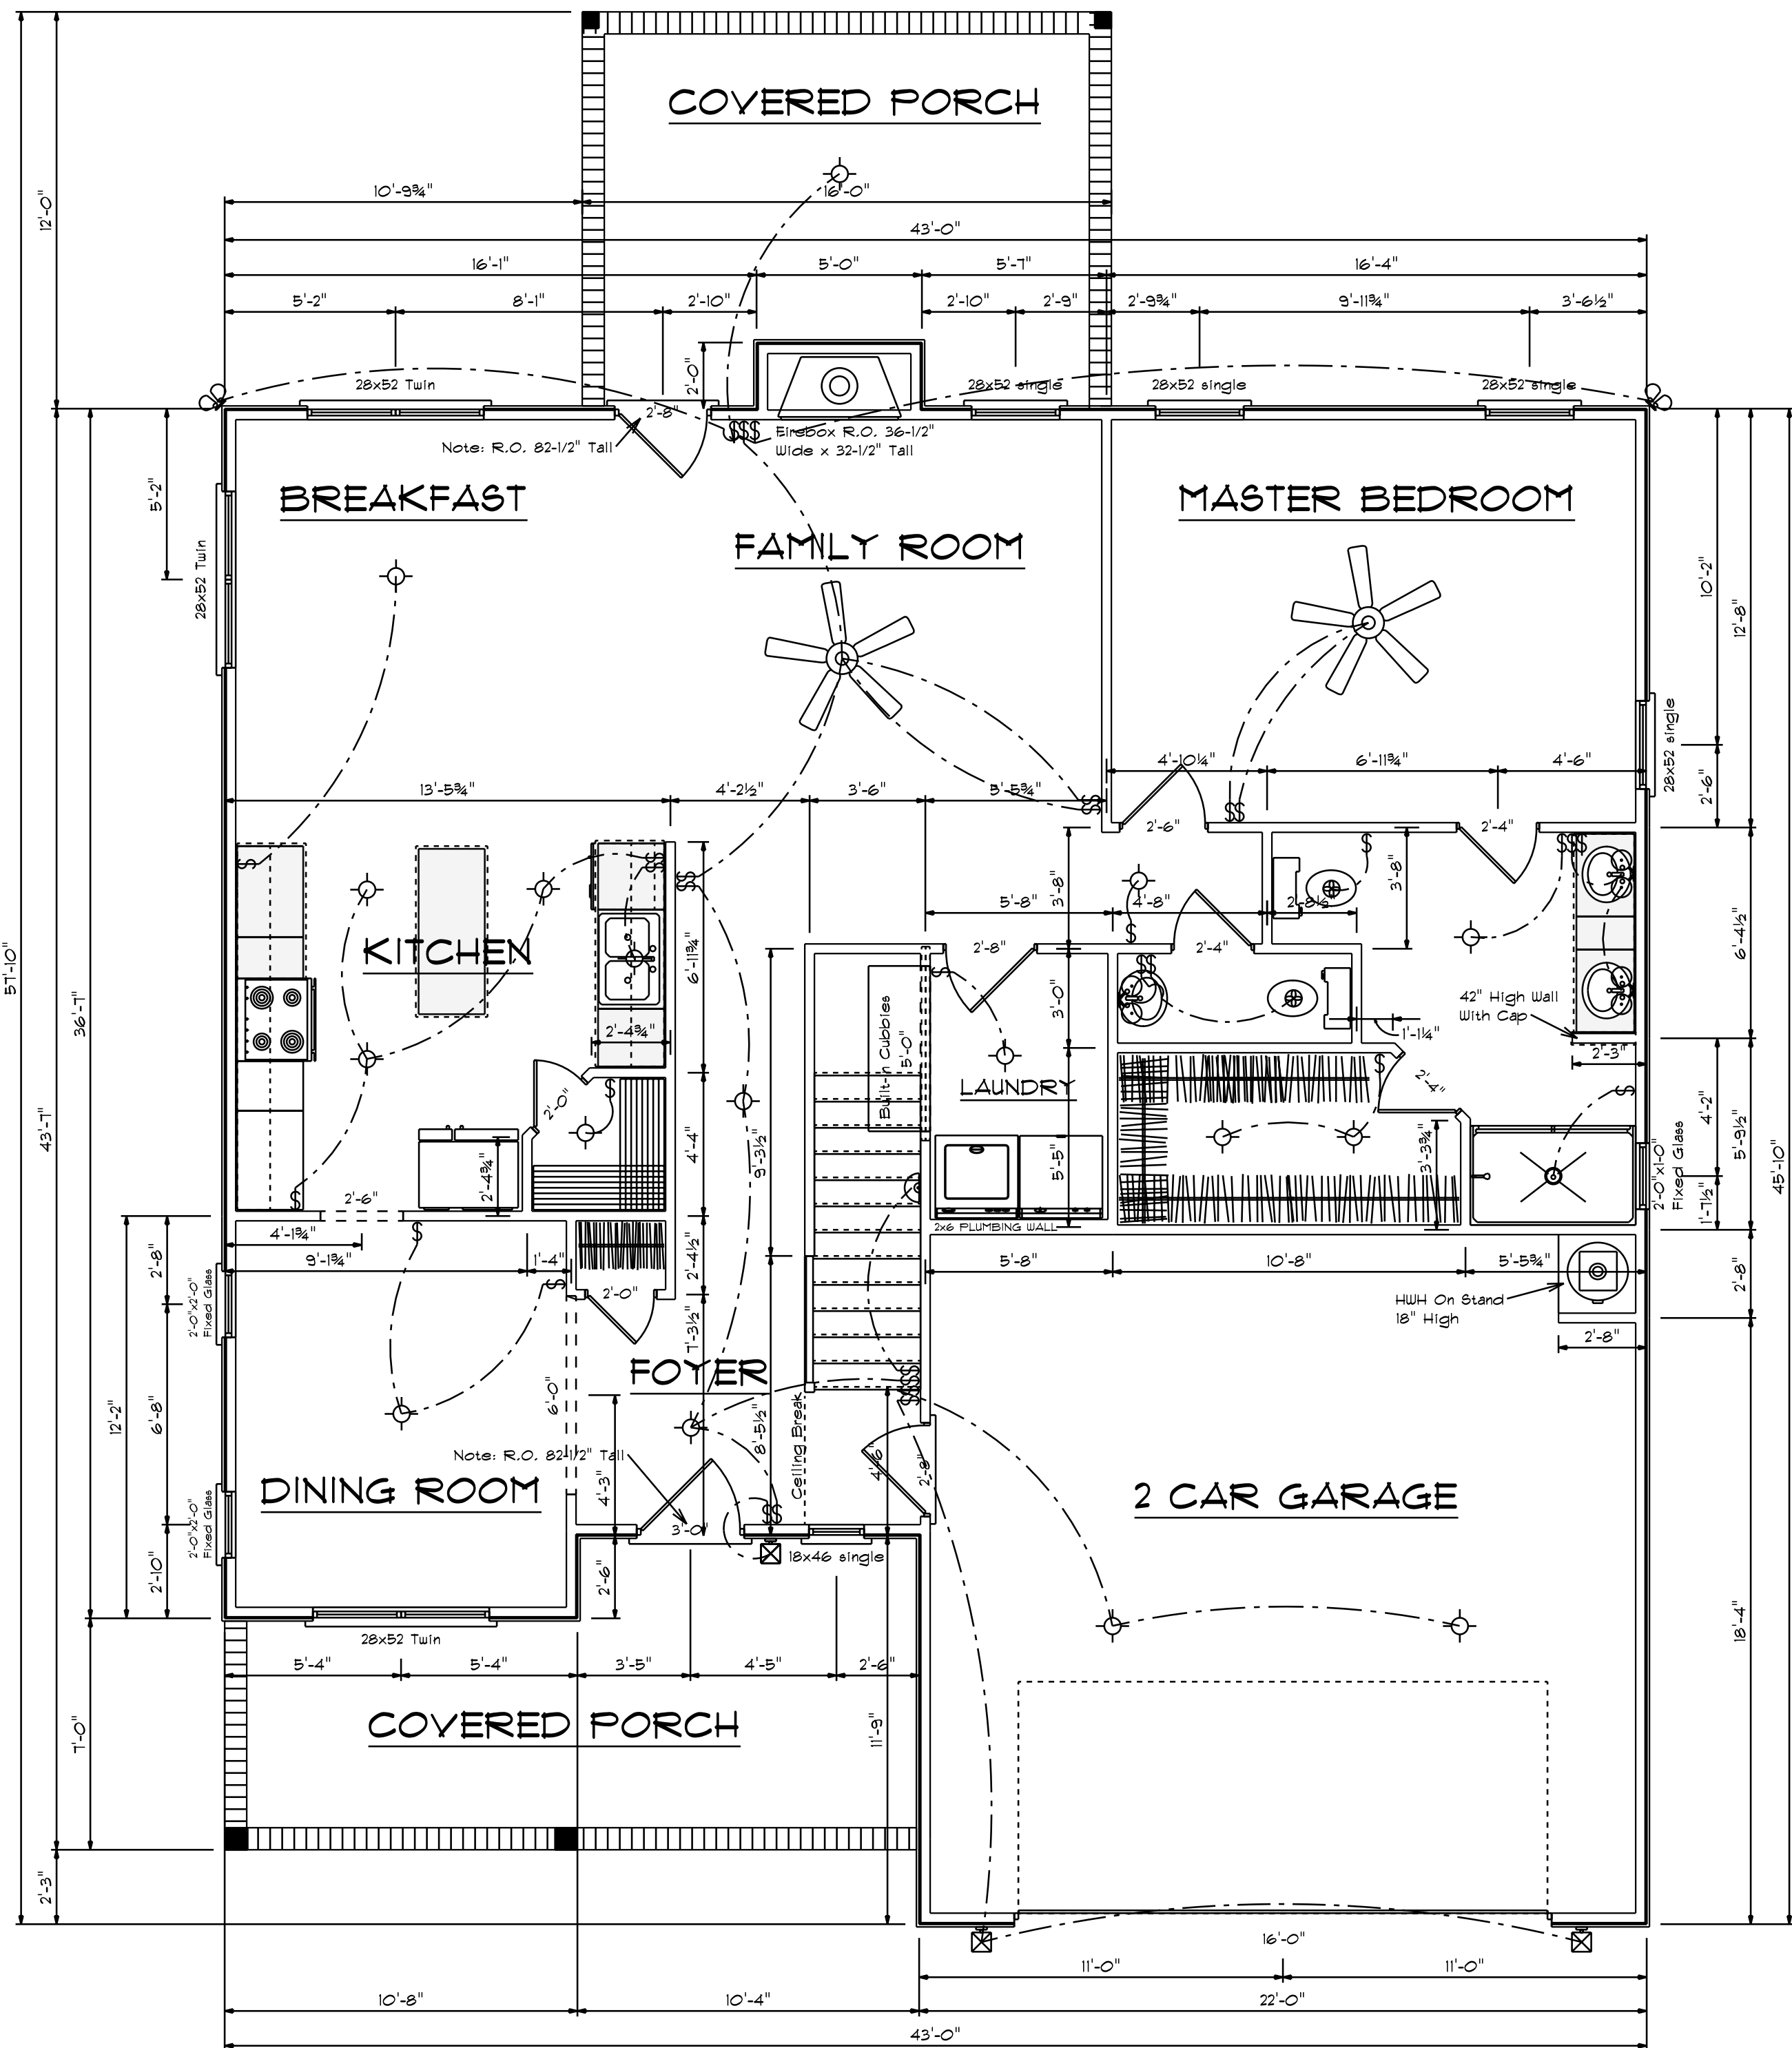 COVERED PORCH
10'-9¾"
16'-0"
12'-0"
43'-0"
16'-1"
5'-0"
5'-7"
16'-4"
5'-2"
8'-1"
2'-10"
2'-10"
2'-9"
2'-9¾"
9'-11¾"
3'-6½"
2'-0"
28x52 Twin
28x52 single
28x52 single
28x52 single
2'-8"
Note: R.O. 82-1/2" Tall
Firebox R.O. 36-1/2"
Wide x 32-1/2" Tall
5'-2"
BREAKFAST
MASTER BEDROOM
FAMILY ROOM
28x52 Twin
10'-2"
12'-8"
28x52 single
2'-6"
4'-10¼"
6'-11¾"
4'-6"
13'-5¾"
4'-2½"
3'-6"
5'-5¾"
2'-6"
2'-4"
3'-8"
3'-8"
5'-8"
4'-8"
2'-8½"
KITCHEN
2'-8"
2'-4"
6'-11¾"
6'-4½"
57'-10"
36'-7"
42" High Wall
With Cap
3'-0"
1'-1¼"
2'-4¾"
Built-in Cubbies
5'-0"
2'-3"
LAUNDRY
2'-4"
2'-0"
4'-4"
9'-3½"
4'-2"
5'-9½"
43'-7"
2'-4¾"
5'-5"
3'-3¾"
2'-0"x1'-0"
Fixed Glass
45'-10"
1'-7½"
2'-6"
2x6 PLUMBING WALL
4'-1¾"
9'-1¾"
1'-4"
2'-8"
2'-4½"
5'-8"
10'-8"
5'-5¾"
2'-8"
2'-0"x2'-0"
Fixed Glass
2'-0"
HWH On Stand
18" High
2'-8"
7'-3½"
FOYER
12'-2"
6'-8"
6'-0"
8'-5½"
Ceiling Break
4'-6"
2'-8"
Note: R.O. 82-1/2" Tall
DINING ROOM
4'-3"
2 CAR GARAGE
2'-0"x2'-0"
Fixed Glass
3'-0"
18x46 single
2'-10"
2'-6"
28x52 Twin
18'-4"
5'-4"
5'-4"
3'-5"
4'-5"
2'-6"
7'-0"
COVERED PORCH
11'-9"
2'-3"
16'-0"
11'-0"
11'-0"
10'-8"
10'-4"
22'-0"
43'-0"